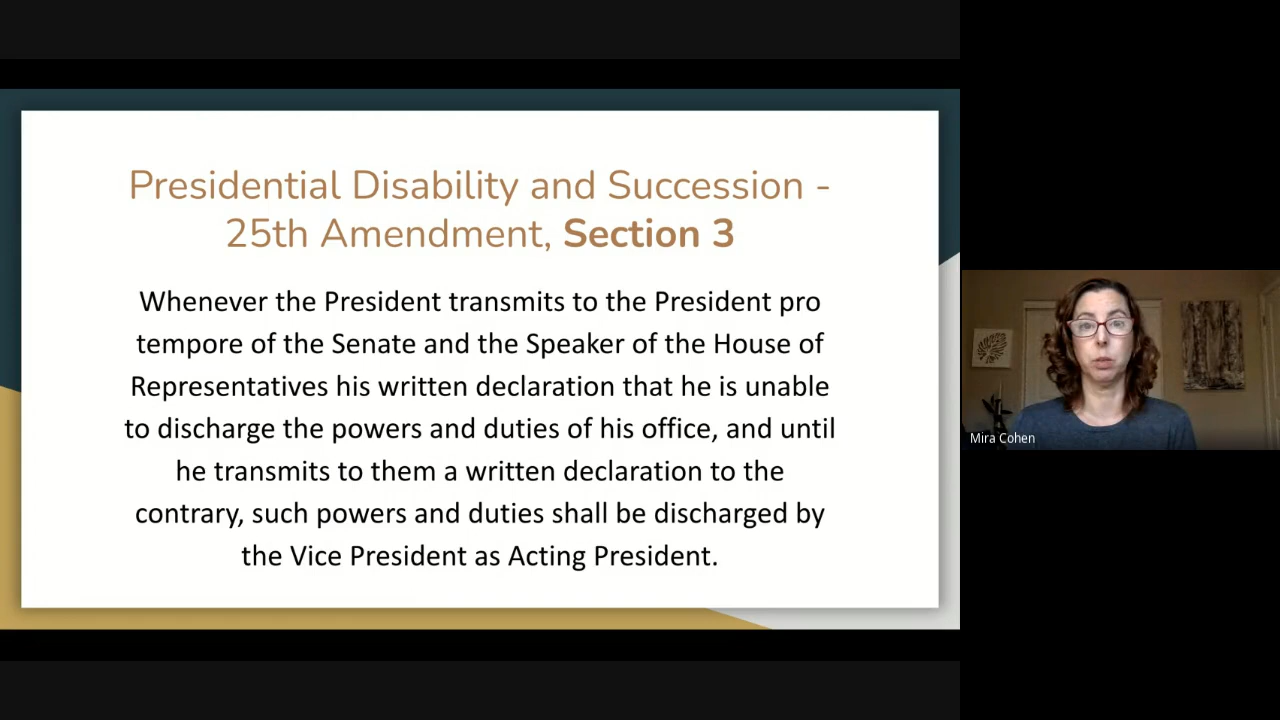 Presidential Disability and Succession -
25th Amendment, Section 3
Whenever the President transmits to the President pro
tempore of the Senate and the Speaker of the House of
Representatives his written declaration that he is unable
to discharge the powers and duties of his office, and until
he transmits to them a written declaration to the
contrary, such powers and duties shall be discharged by
the Vice President as Acting President.
Mira Cohen